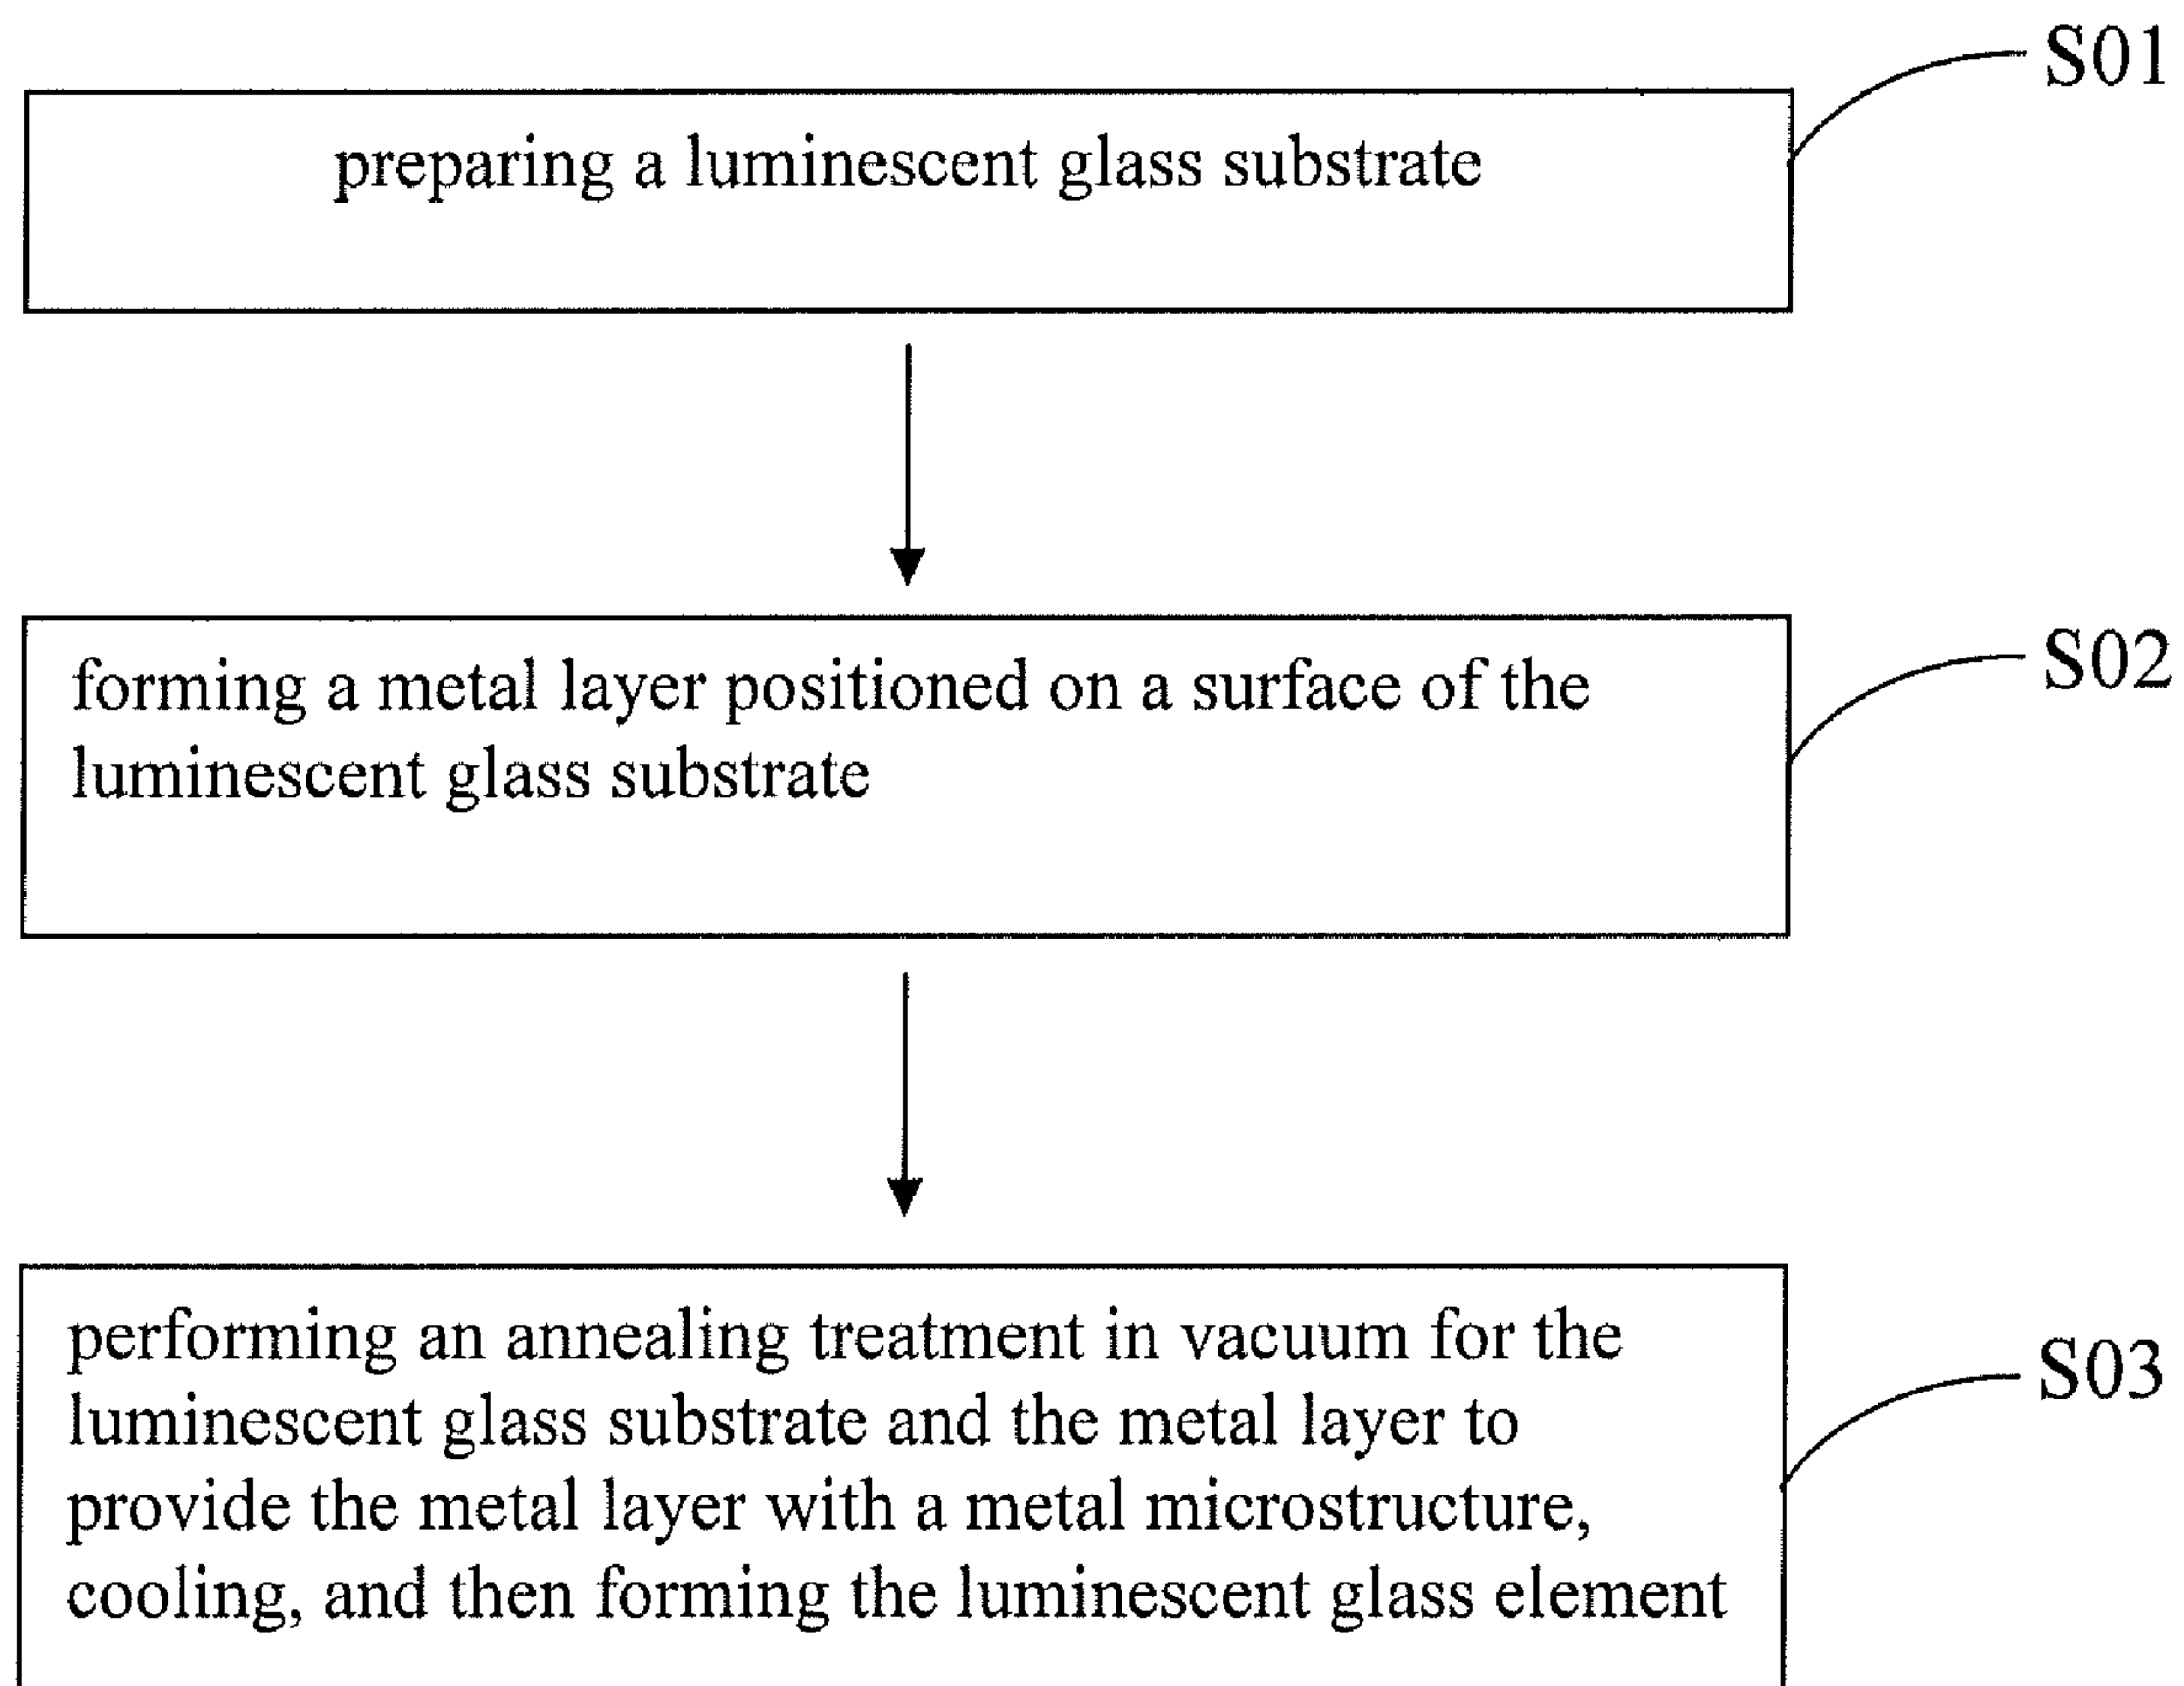 S01
preparing a luminescent glass substrate
S02
forming a metal layer positioned on a surface of the
luminescent glass substrate
S03
performing an annealing treatment in vacuum for the
luminescent glass substrate and the metal layer to
provide the metal layer with a metal microstructure,
cooling, and then forming the luminescent glass element